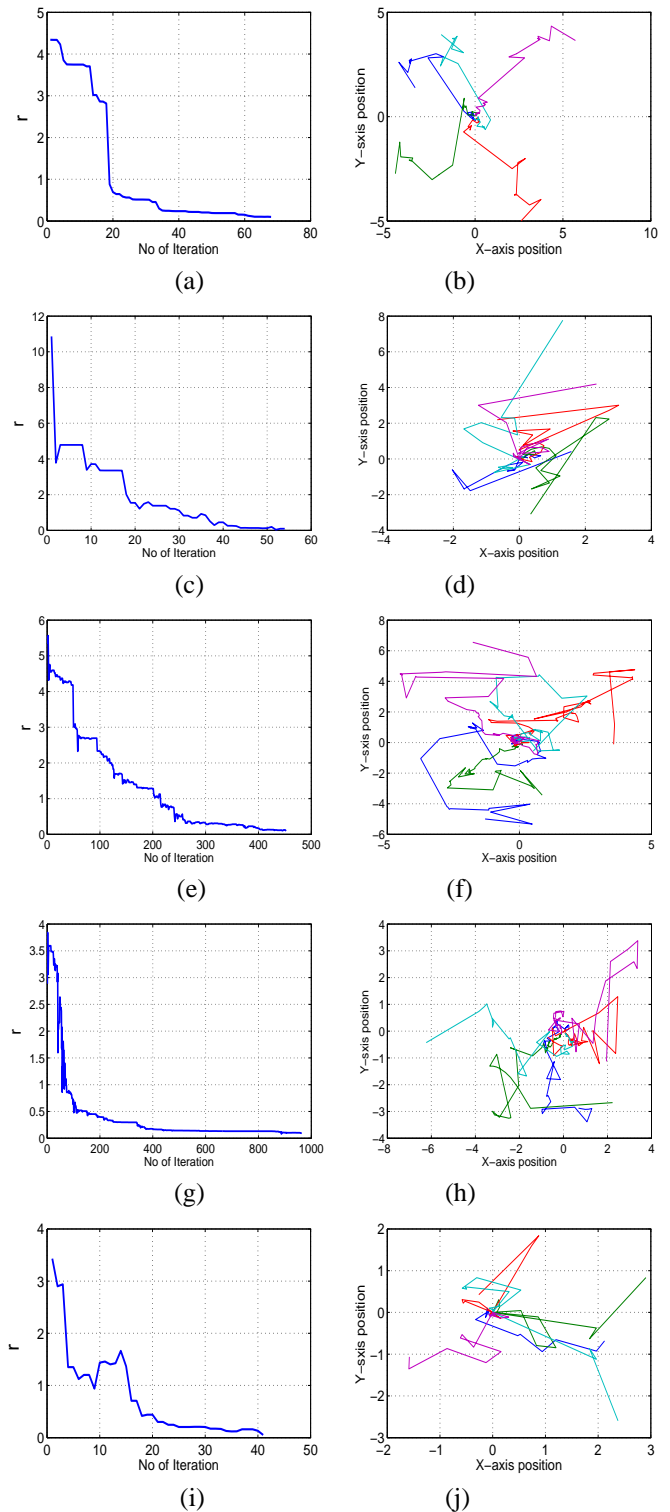 5
4
3
2
1
0
0 20 40 60 80
r
No of Iteration
(a)
5
0
−5
−5 0 5 10
Y−sxis position
X−axis position
(b)
12
10
8
6
4
2
0
0 10 20 30 40 50 60
r
No of Iteration
(c)
8
6
4
2
0
−2
−4
−4 −2 0 2 4
Y−sxis position
X−axis position
(d)
6
5
4
3
2
1
0
0 100 200 300 400 500
r
No of Iteration
(e)
8
6
4
2
0
−2
−4
−6
−5 0 5
Y−sxis position
X−axis position
(f)
4
3.5
3
2.5
2
1.5
1
0.5
0
0 200 400 600 800 1000
r
No of Iteration
(g)
4
3
2
1
0
−1
−2
−3
−4
−8 −6 −4 −2 0 2 4
Y−sxis position
X−axis position
(h)
4
3
2
1
0
0 10 20 30 40 50
r
No of Iteration
(i)
2
1
0
−1
−2
−3
−2 −1 0 1 2 3
Y−sxis position
X−axis position
(j)